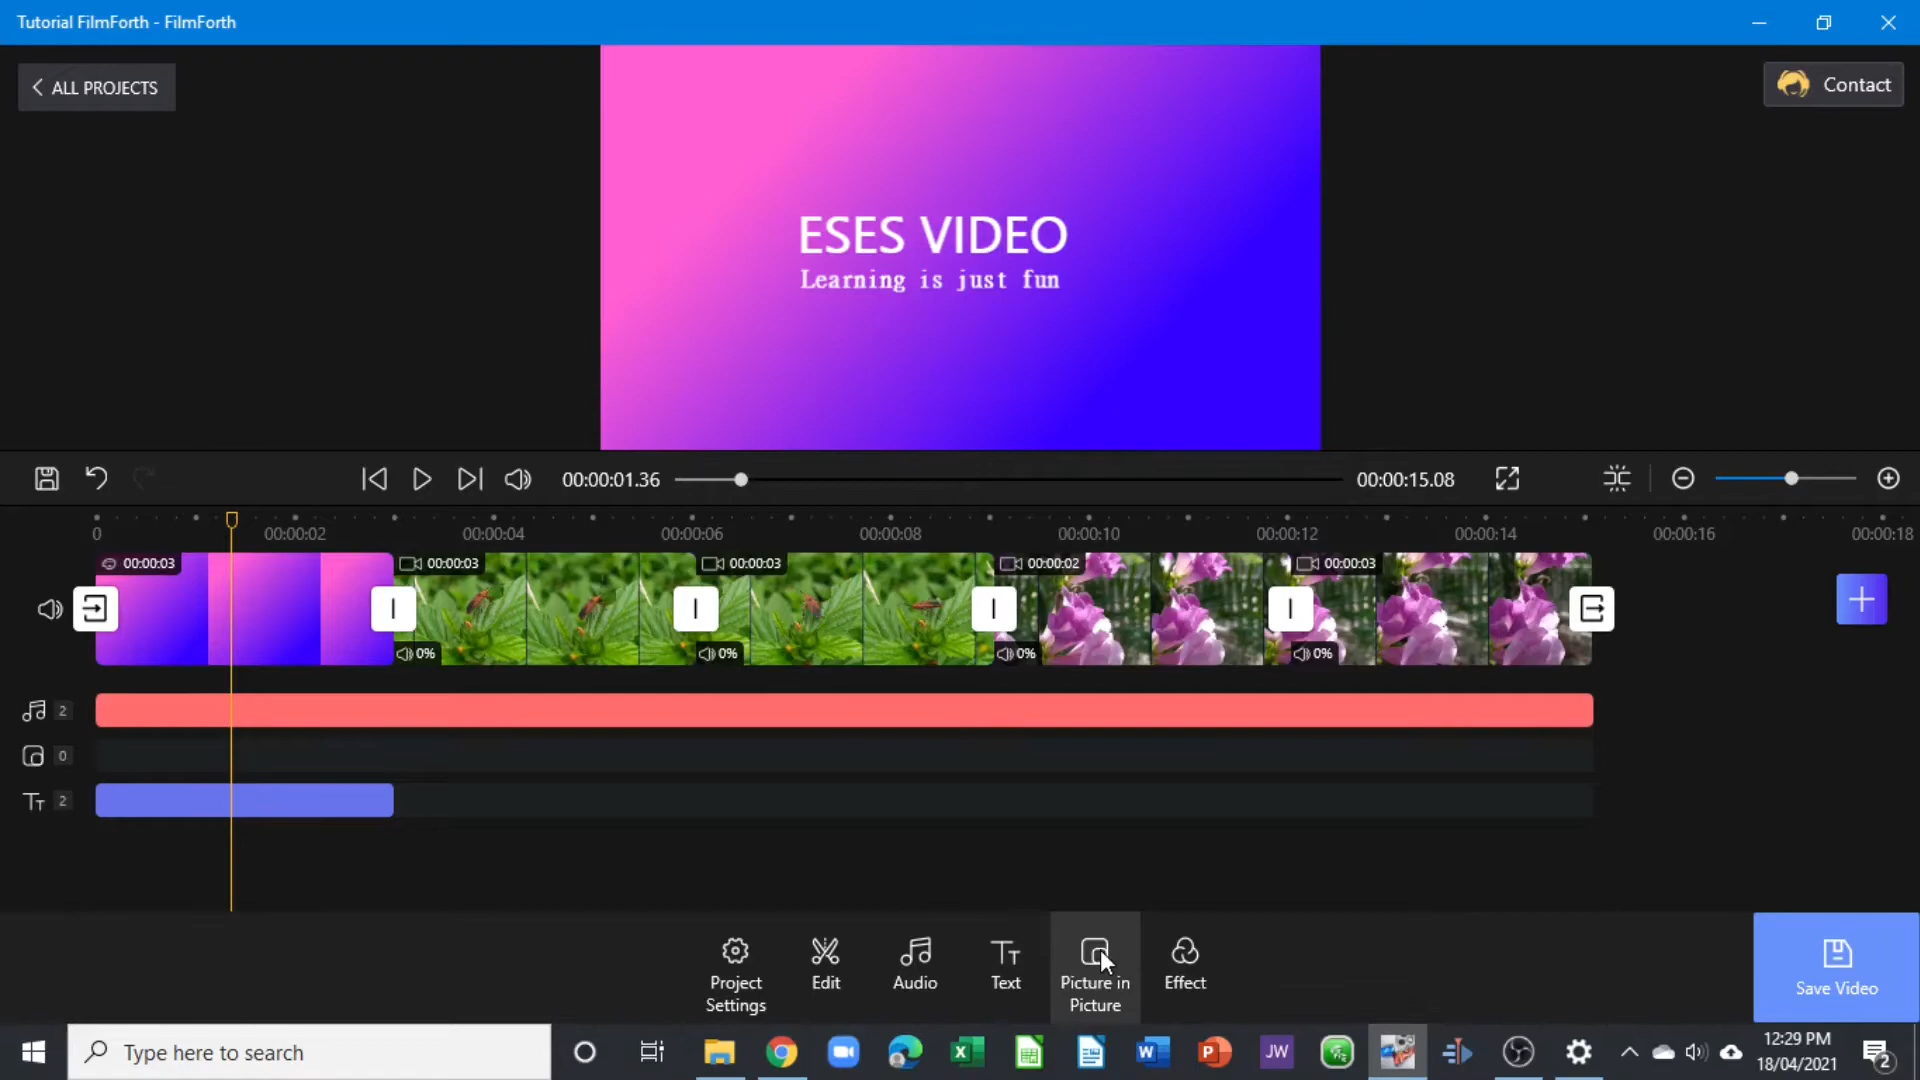 Tutorial FilmForth - FilmForth
ALL PROJECTS
Contact
ESES VIDEO
Learning is just fun
00:00:01.36
00:00:15.08
0
00:00:02
00:00:04
00:00:06
00:00:08
00:00:10
00:00:12
00:00:14
00:00:16
00:00:18
00:00:03
00:00:03
00:00:03
00:00:02
00:00:03
0%
0%
0%
0%
2
0
TT 2
Project Settings
Edit
Audio
TT
Text
Picture in Picture
Effect
Save Video
Type here to search
X
W
P
JW
12:29 PM
18/04/2021
2